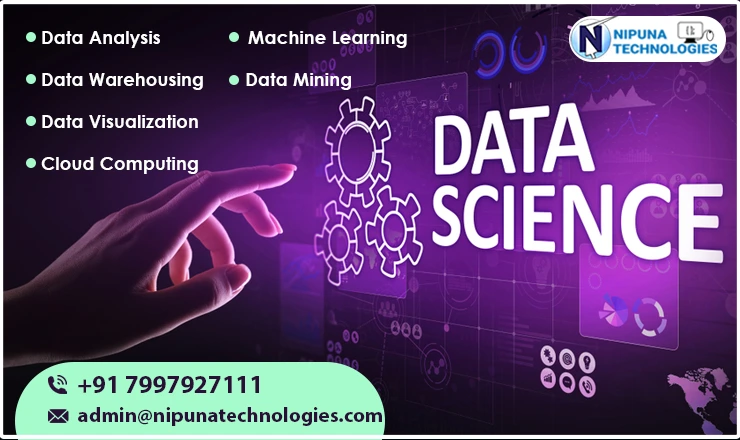 Data Analysis
Machine Learning
Data Warehousing
Data Mining
Data Visualization
Cloud Computing
NIPUNA
TECHNOLOGIES
DATA
SCIENCE
+91 7997927111
admin@nipunatechnologies.com